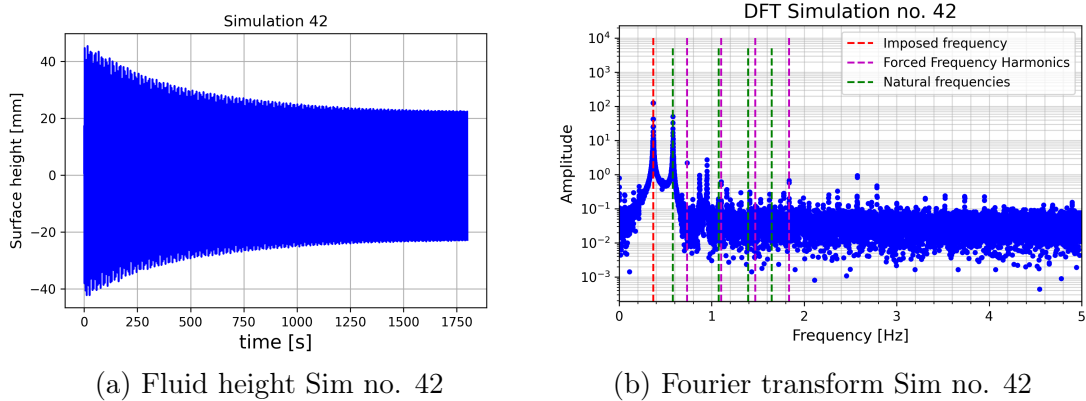 Simulation 42
Surface height [mm]
40
20
0
−20
−40
0 250 500 750 1000 1250 1500 1750
time [s]
(a) Fluid height Sim no. 42
DFT Simulation no. 42
Amplitude
10⁴
10³
10²
10¹
10⁰
10⁻¹
10⁻²
10⁻³
Imposed frequency
Forced Frequency Harmonics
Natural frequencies
0 1 2 3 4 5
Frequency [Hz]
(b) Fourier transform Sim no. 42